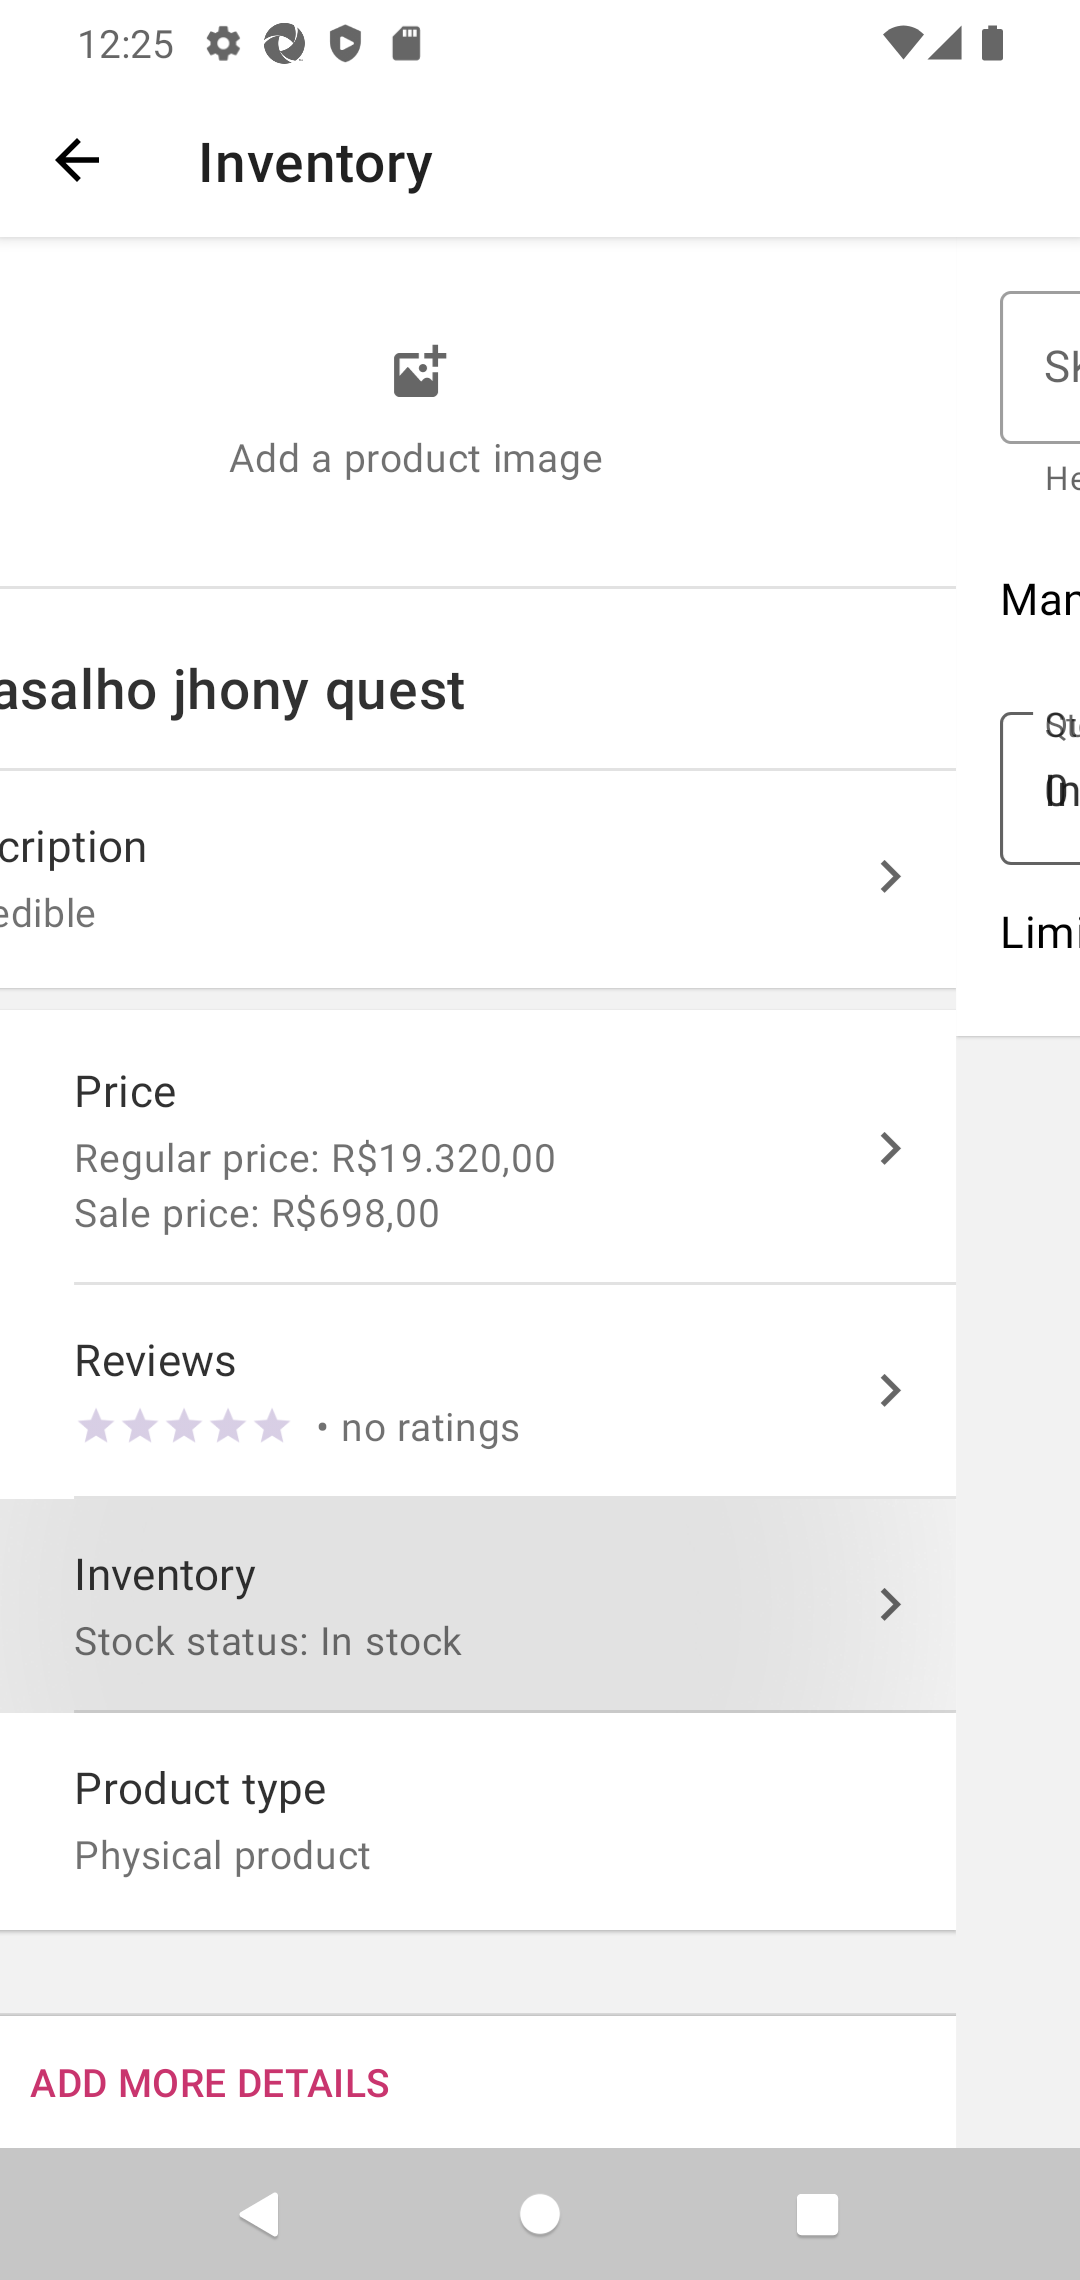 12:25
Inventory
Add a product image
asalho jhony quest
cription
edible
Price
Regular price: R$19.320,00
Sale price: R$698,00
Reviews
• no ratings
Inventory
Stock status: In stock
Product type
Physical product
ADD MORE DETAILS
He
Man
Limi